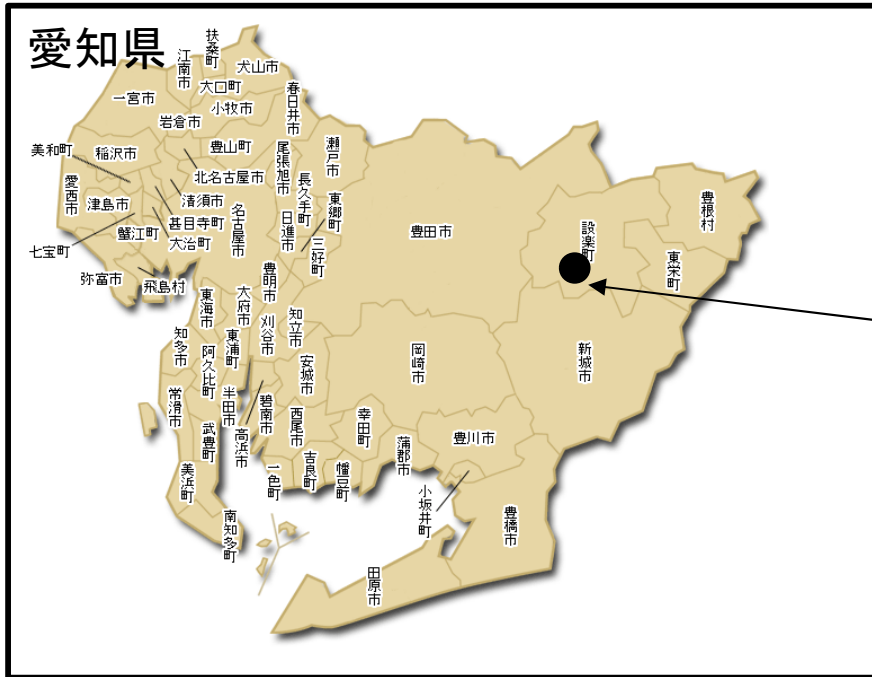 愛知県
扶桑町
江南市
犬山市
大口町
一宮市
小牧市
春日井市
岩倉市
豊山町
瀬戸市
美和町
稲沢市
尾張旭市
北名古屋市
長久手町
愛西市
津島市
清須市
東郷町
豊根村
甚目寺町
名古屋市
日進市
設楽町
蟹江町
大治町
三好町
豊田市
七宝町
東栄町
弥富市
飛島村
豊明市
東海市
大府市
刈谷市
知立市
知多市
東浦町
阿久比町
安城市
岡崎市
新城市
常滑市
半田市
碧南市
西尾市
幸田町
武豊町
高浜市
蒲郡市
豊川市
美浜町
一色町
吉良町
幡豆町
小坂井町
南知多町
豊橋市
田原市